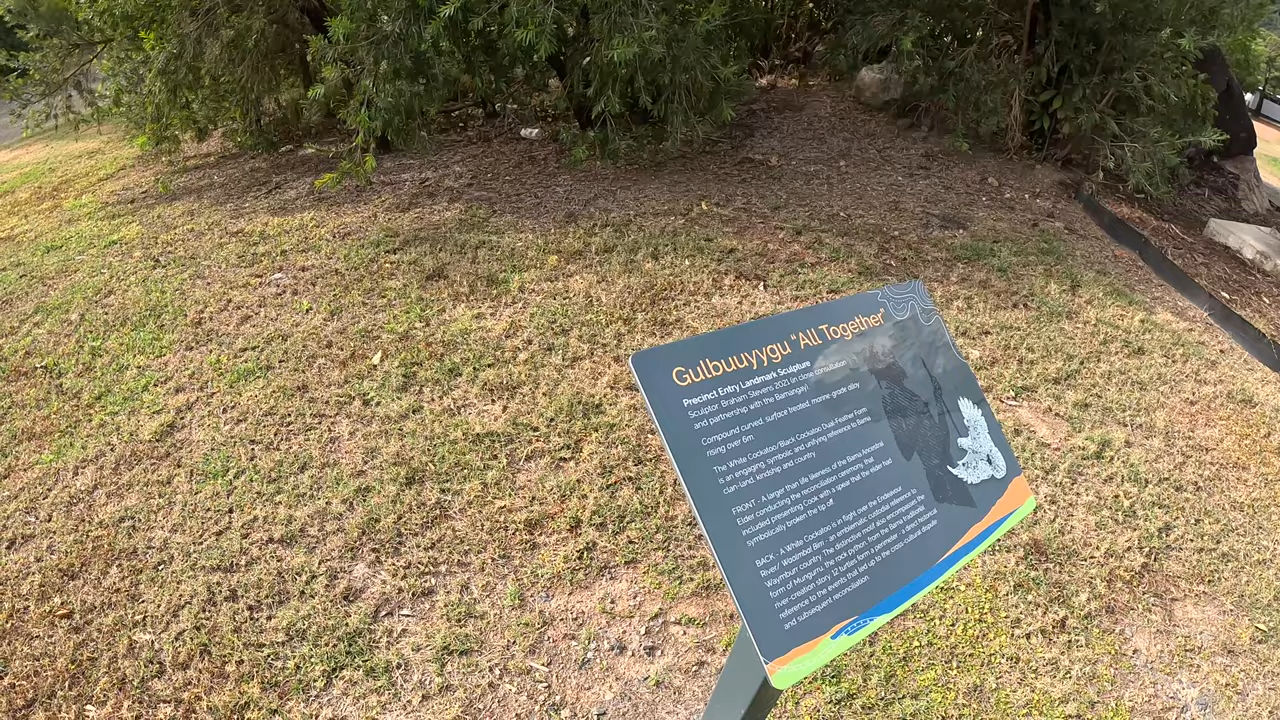 Gulbuuyygu "All Together"
Precinct Entry Landmark Sculpture
Sculptor: Braham Stevens 2021 (in close consultation
and partnership with the Bamangay)
Compound curved, surface treated, marine-grade alloy
rising over 6m
The White Cockatoo/Black Cockatoo Dual-Feather Form
is an engaging, symbolic and unifying reference to Bama
clan-land, kindship and country
FRONT - A larger than life likeness of the Bama Ancestral
Elder conducting the reconciliation ceremony, that
included presenting Cook with a spear that the elder had
symbolically broken the tip off
BACK - A White Cockatoo is in flight over the Endeavour
River/ Waalmbal Birri - an emblematic custodial reference to
Waymburr country. The distinctive motif also encompasses the
form of Mungurru, the rock python, from the Bama traditional
river-creation story. 12 turtles form a perimeter - a direct historical
reference to the events that led up to the cross-cultural dispute
and subsequent reconciliation